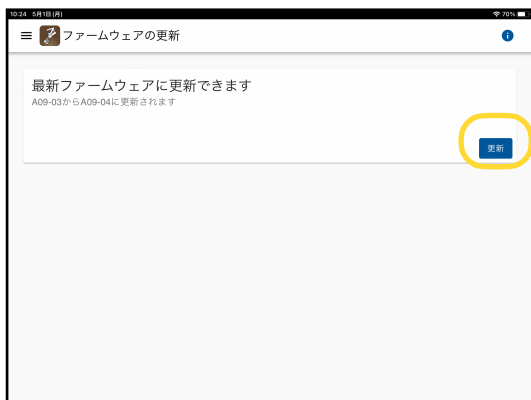 10:24 5月1日(月) 70%
ファームウェアの更新
最新ファームウェアに更新できます
A09-03からA09-04に更新されます
更新